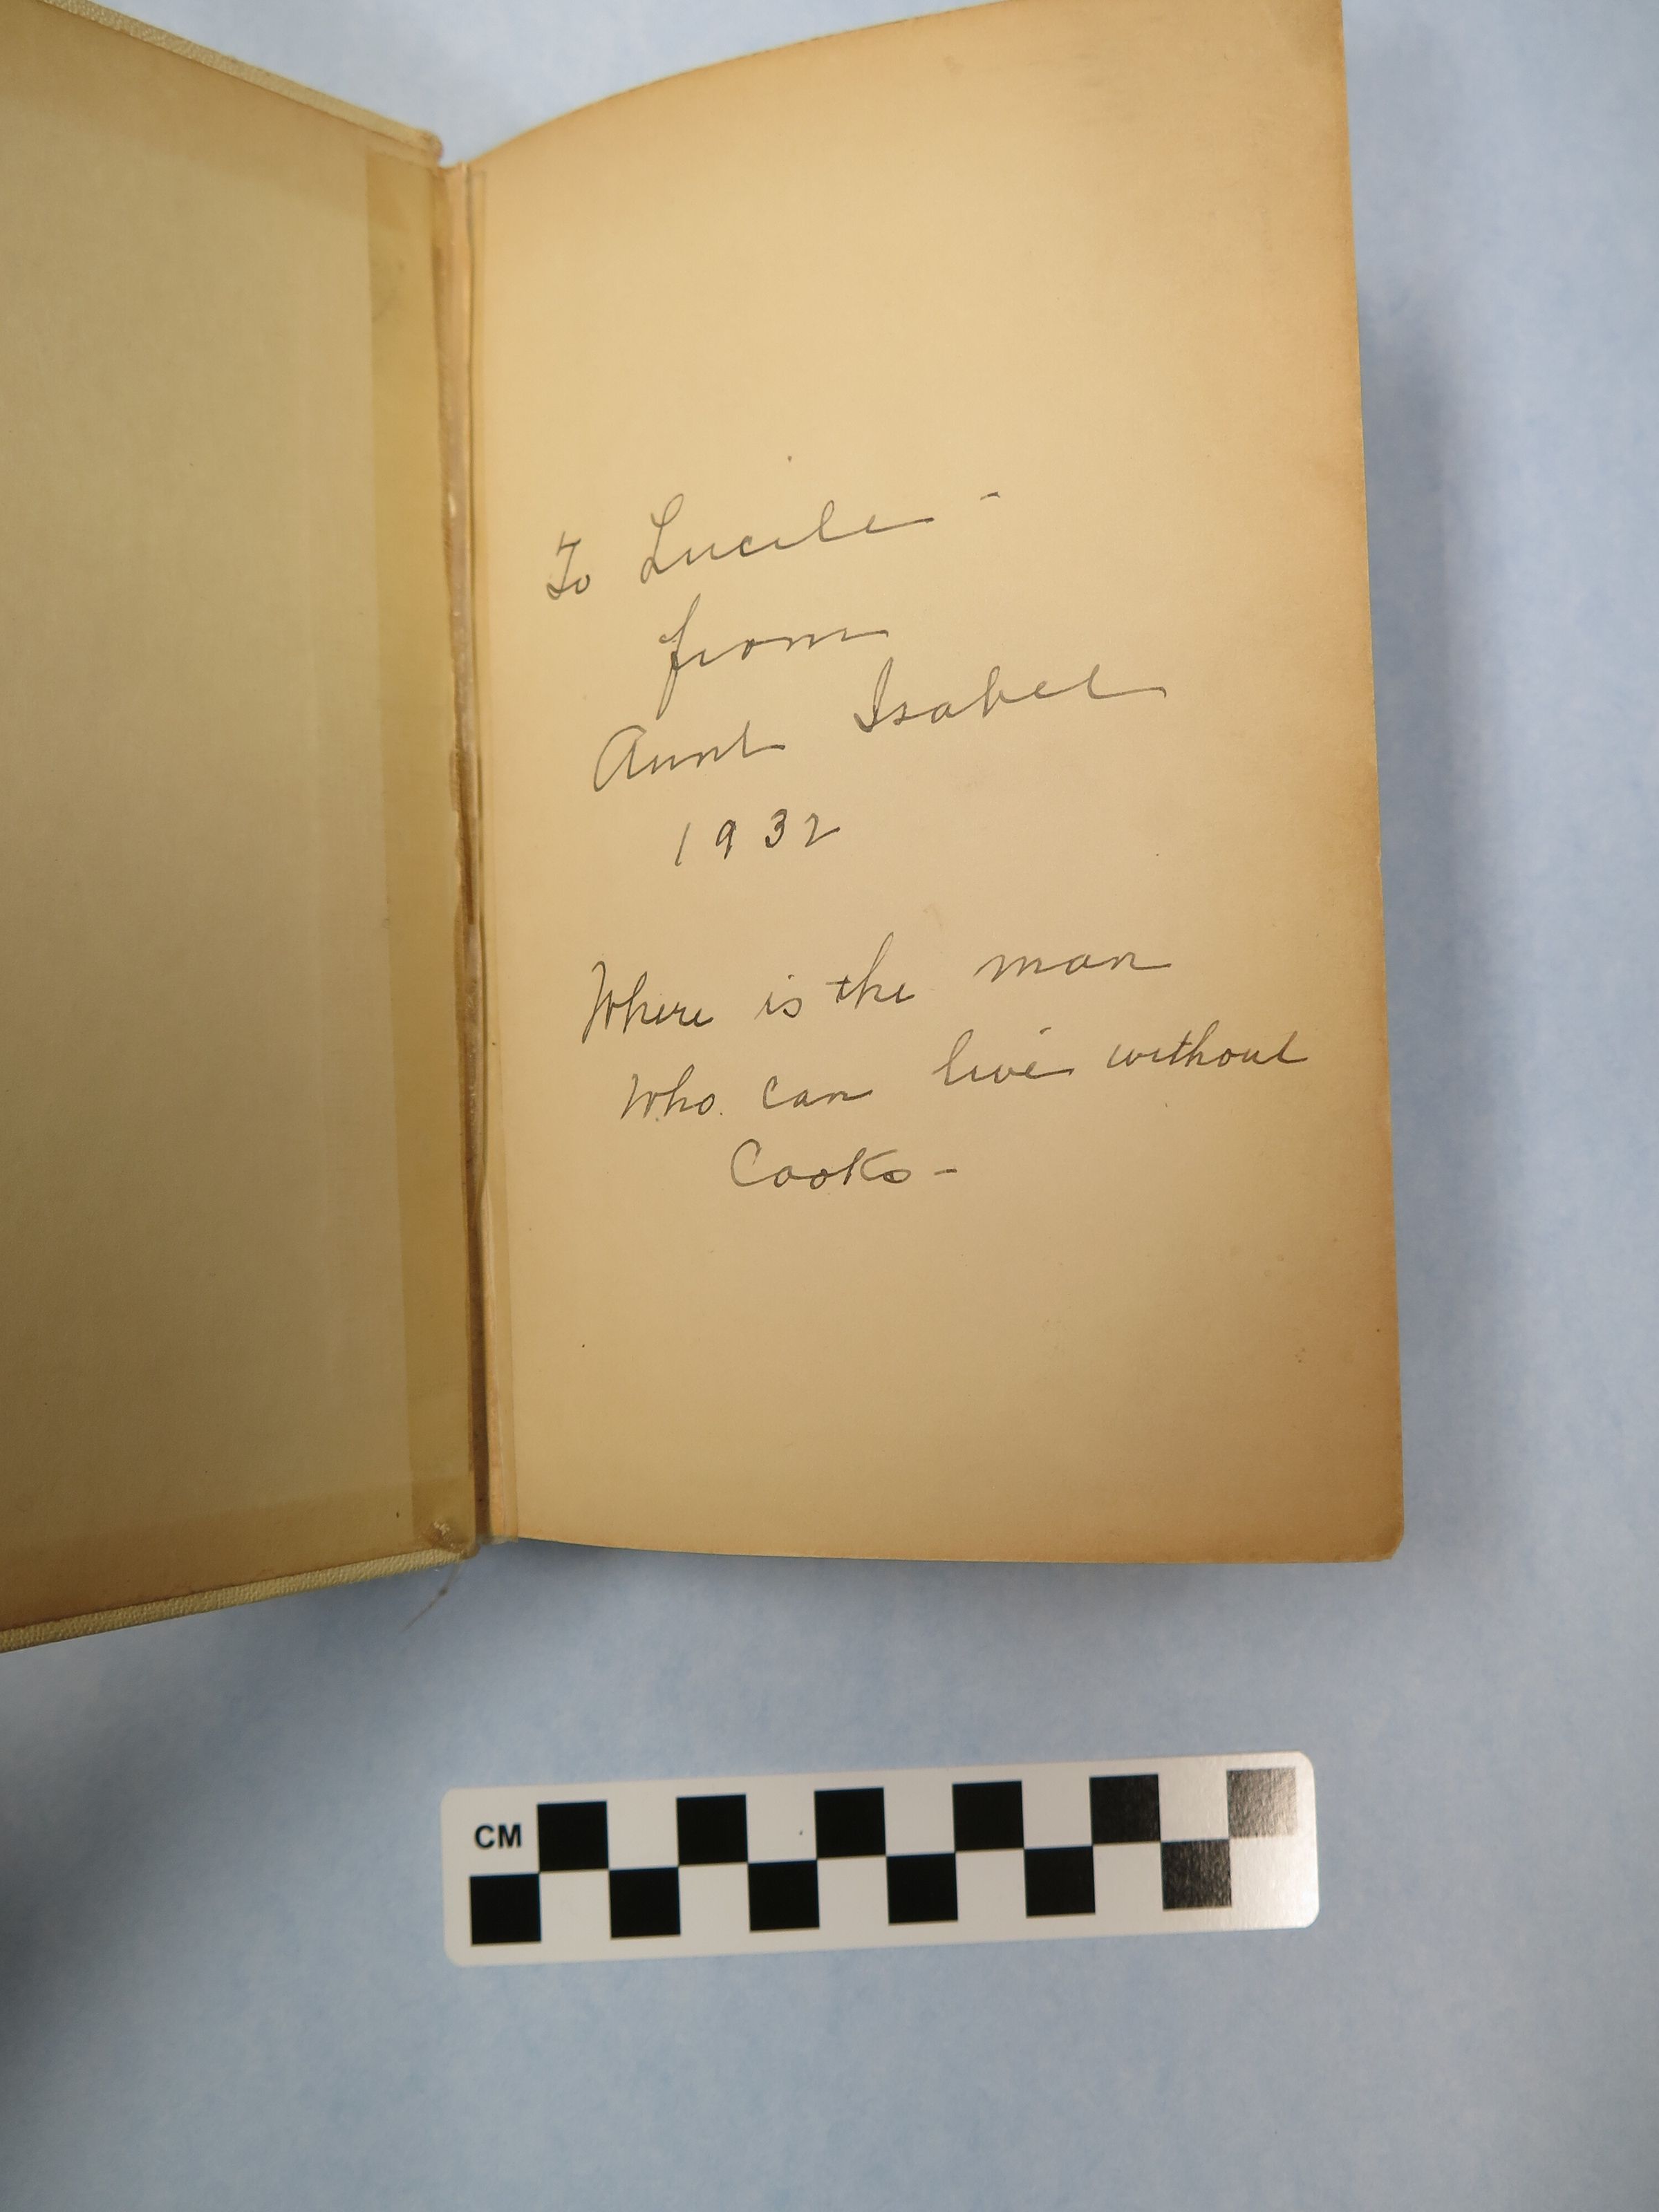 To Lucile -
from
Aunt Isabel
1932
Where is the man
Who can live without
Cooks -
CM